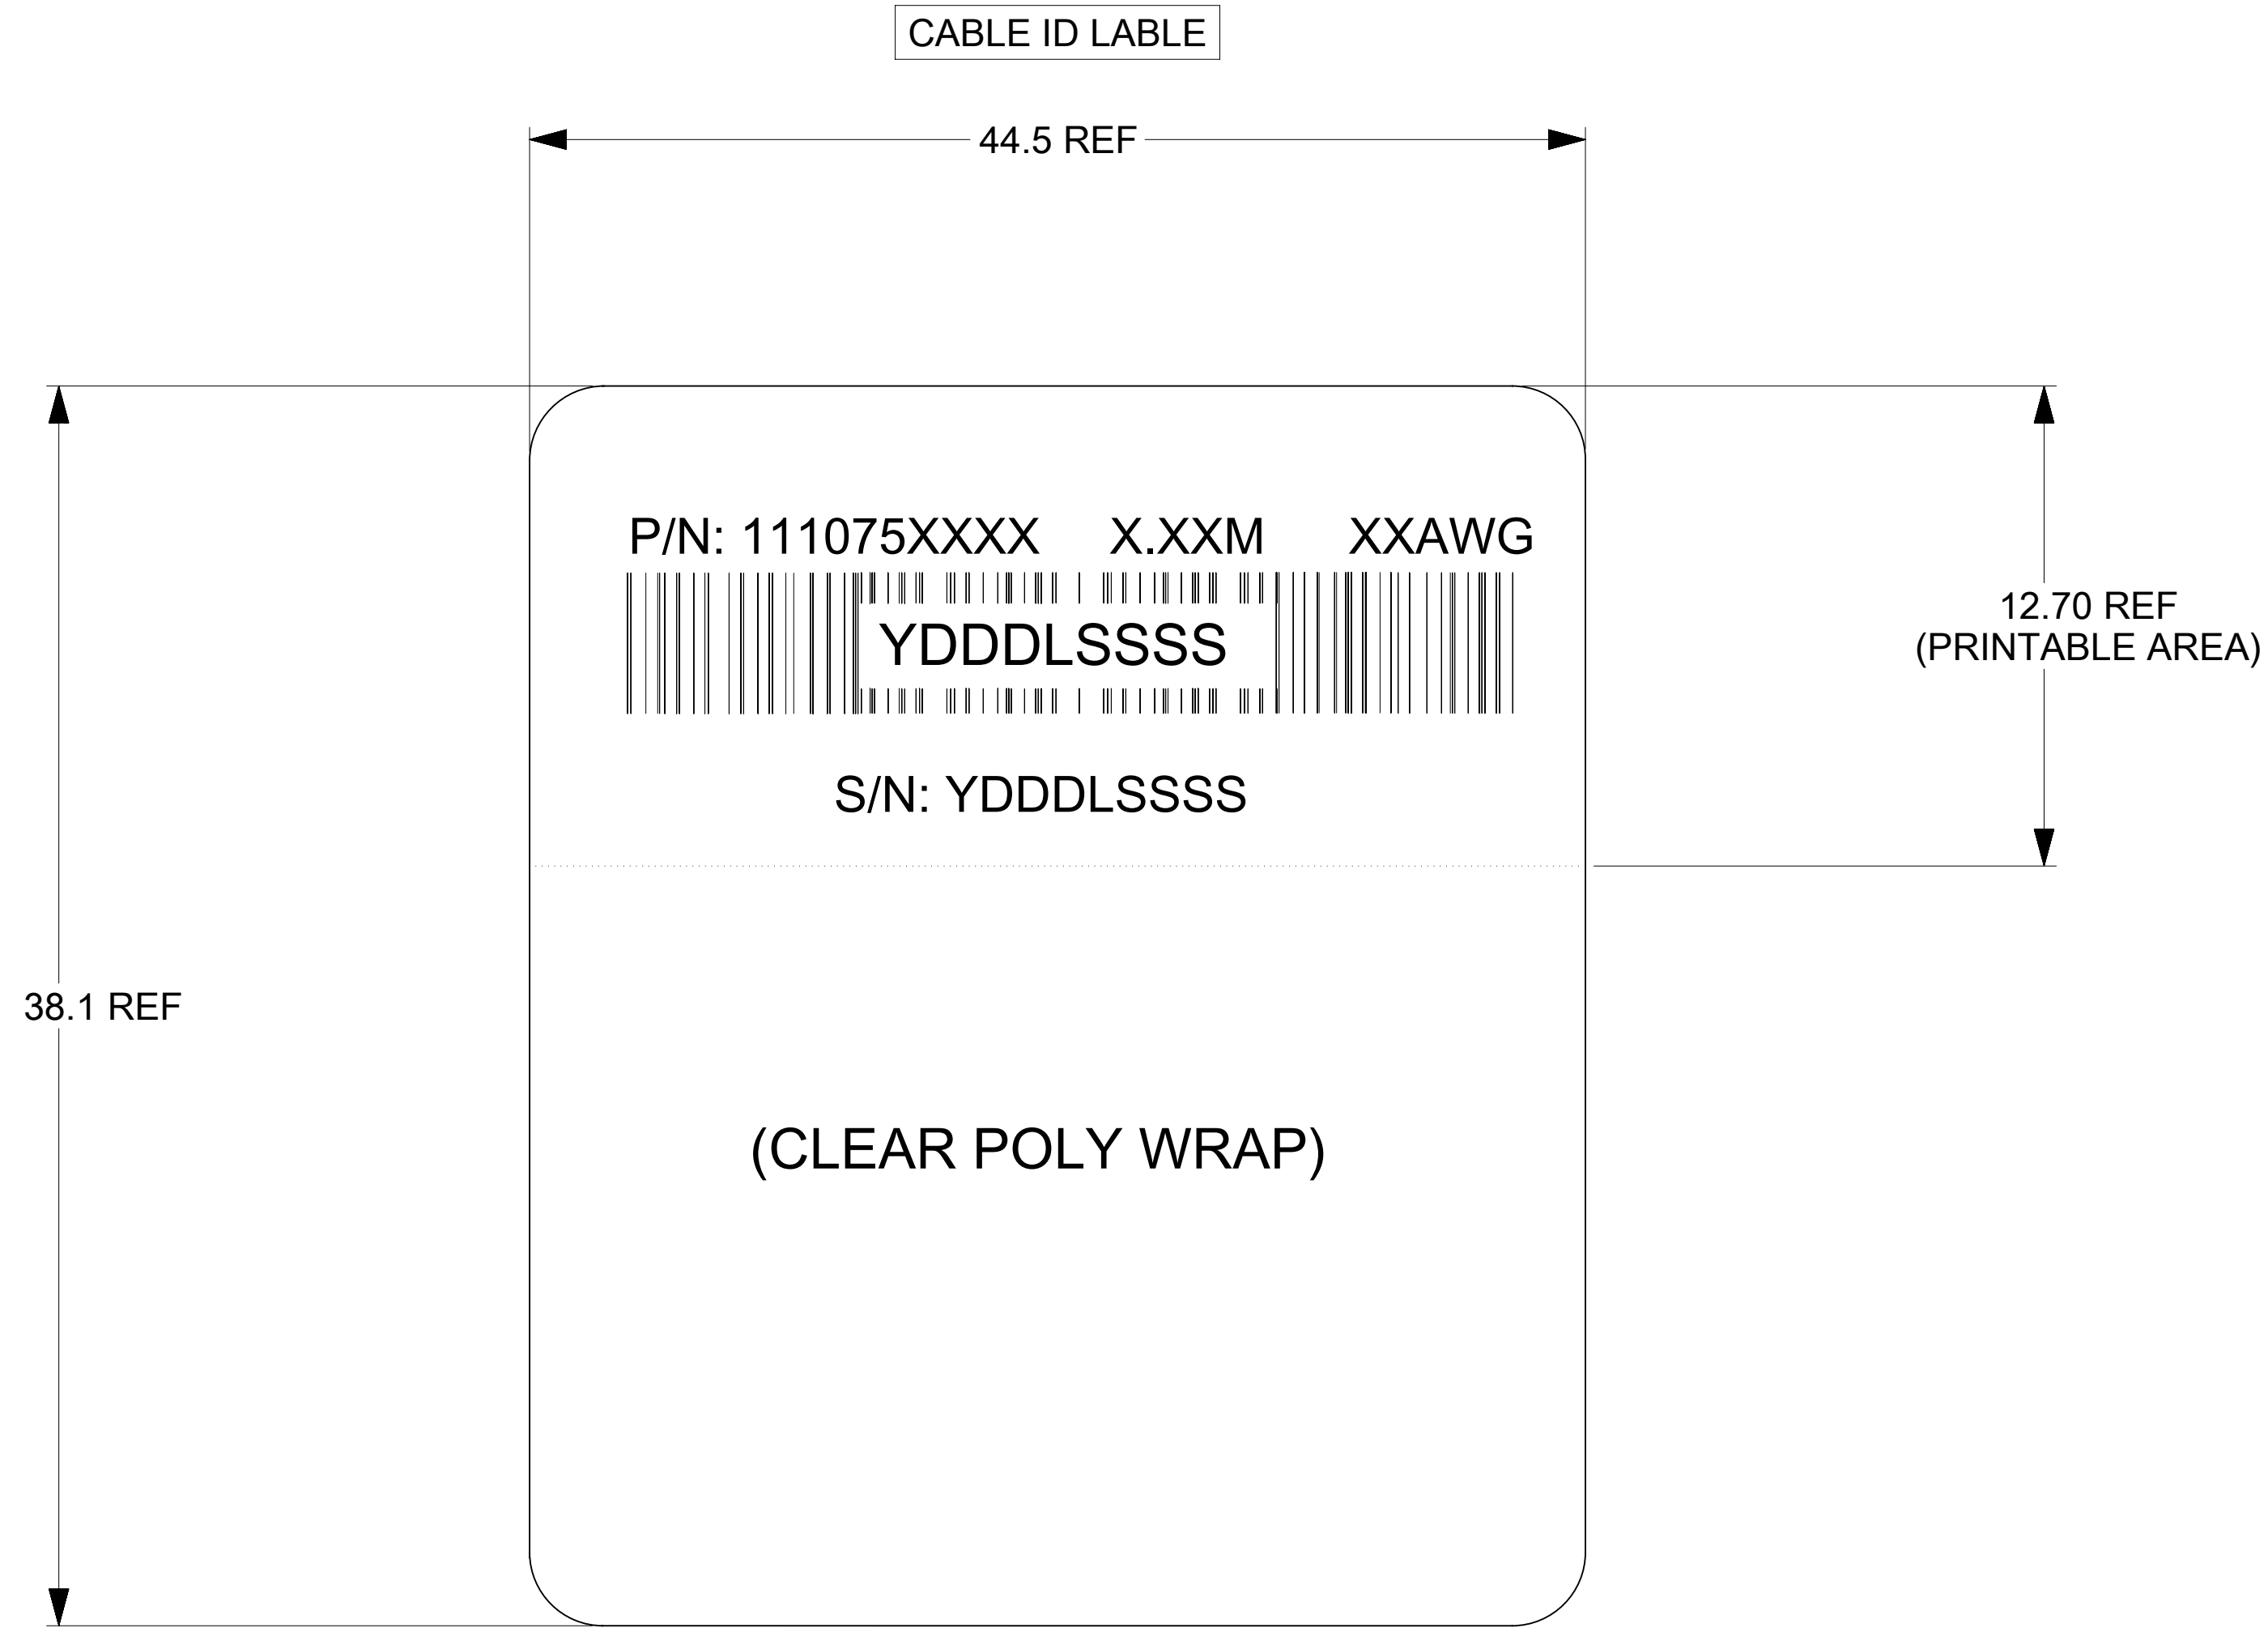 CABLE ID LABLE
44.5 REF
P/N: 111075XXXX X.XXM XXAWG
YDDDLSSSS
12.70 REF
(PRINTABLE AREA)
S/N: YDDDLSSSS
38.1 REF
(CLEAR POLY WRAP)